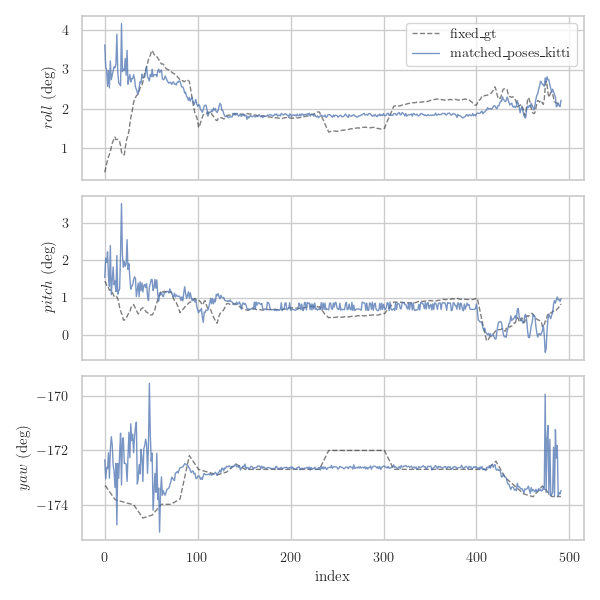 fixed_gt
matched_poses_kitti
roll (deg)
4
3
2
1
pitch (deg)
3
2
1
0
yaw (deg)
−170
−172
−174
0
100
200
300
400
500
index